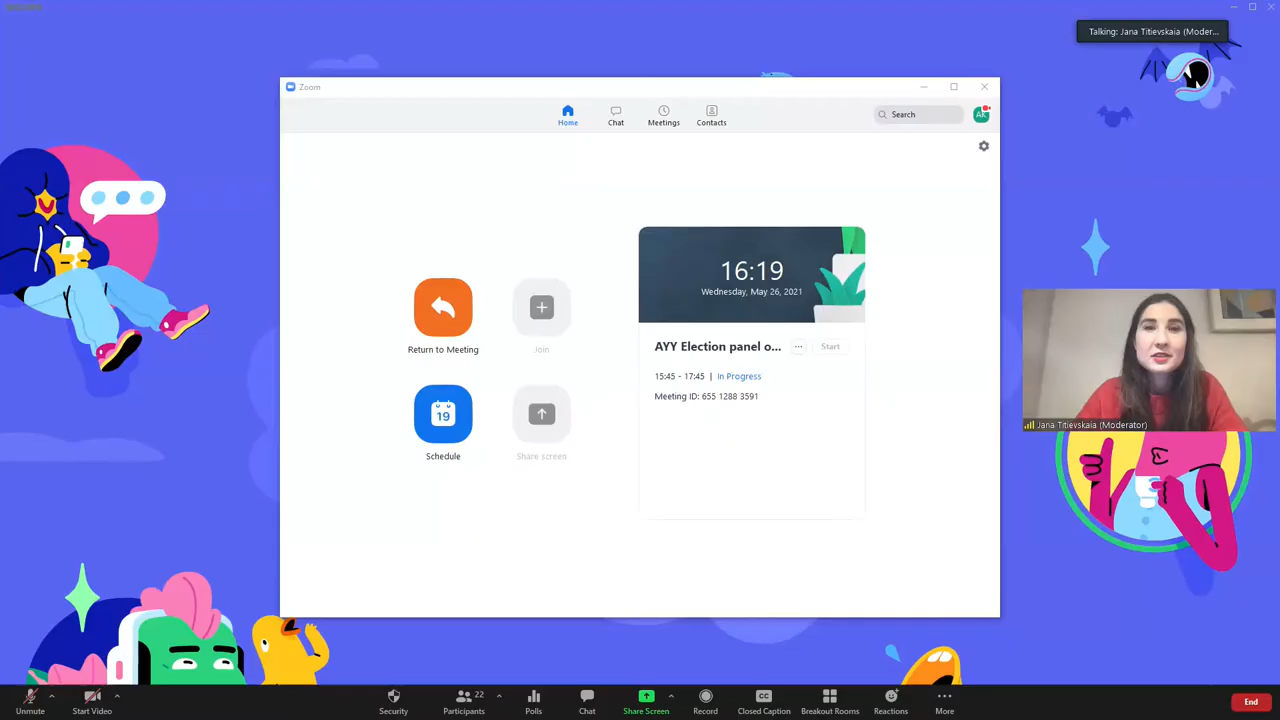 Talking: Jana Titievskaia (Moder...
Zoom
Home
Chat
Meetings
Contacts
Search
AK
16:19
Wednesday, May 26, 2021
Return to Meeting
Join
AYY Election panel o...
...
Start
15:45 - 17:45 | In Progress
Meeting ID: 655 1288 3591
19
Schedule
Share screen
Jana Titievskaia (Moderator)
Unmute
Start Video
Security
22
Participants
Polls
Chat
Share Screen
Record
CC
Closed Caption
Breakout Rooms
Reactions
More
End